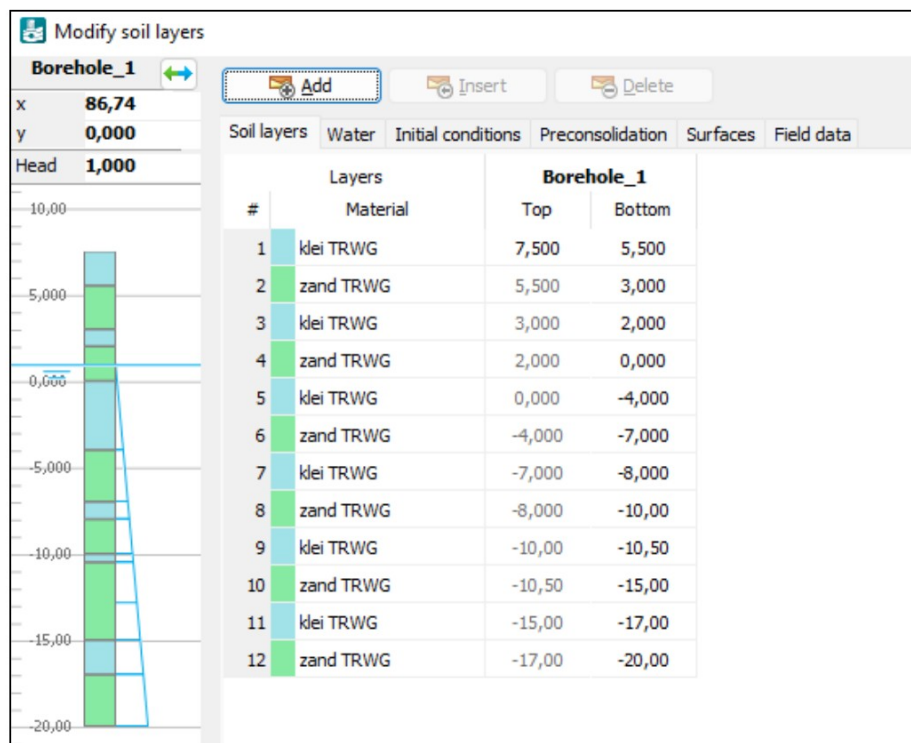 Modify soil layers
Borehole_1
x 86,74
y 0,000
Head 1,000
10,00
5,000
0,000
-5,000
-10,00
-15,00
-20,00
Add Insert Delete
Soil layers Water Initial conditions Preconsolidation Surfaces Field data
Layers Borehole_1
# Material Top Bottom
1 klei TRWG 7,500 5,500
2 zand TRWG 5,500 3,000
3 klei TRWG 3,000 2,000
4 zand TRWG 2,000 0,000
5 klei TRWG 0,000 -4,000
6 zand TRWG -4,000 -7,000
7 klei TRWG -7,000 -8,000
8 zand TRWG -8,000 -10,00
9 klei TRWG -10,00 -10,50
10 zand TRWG -10,50 -15,00
11 klei TRWG -15,00 -17,00
12 zand TRWG -17,00 -20,00